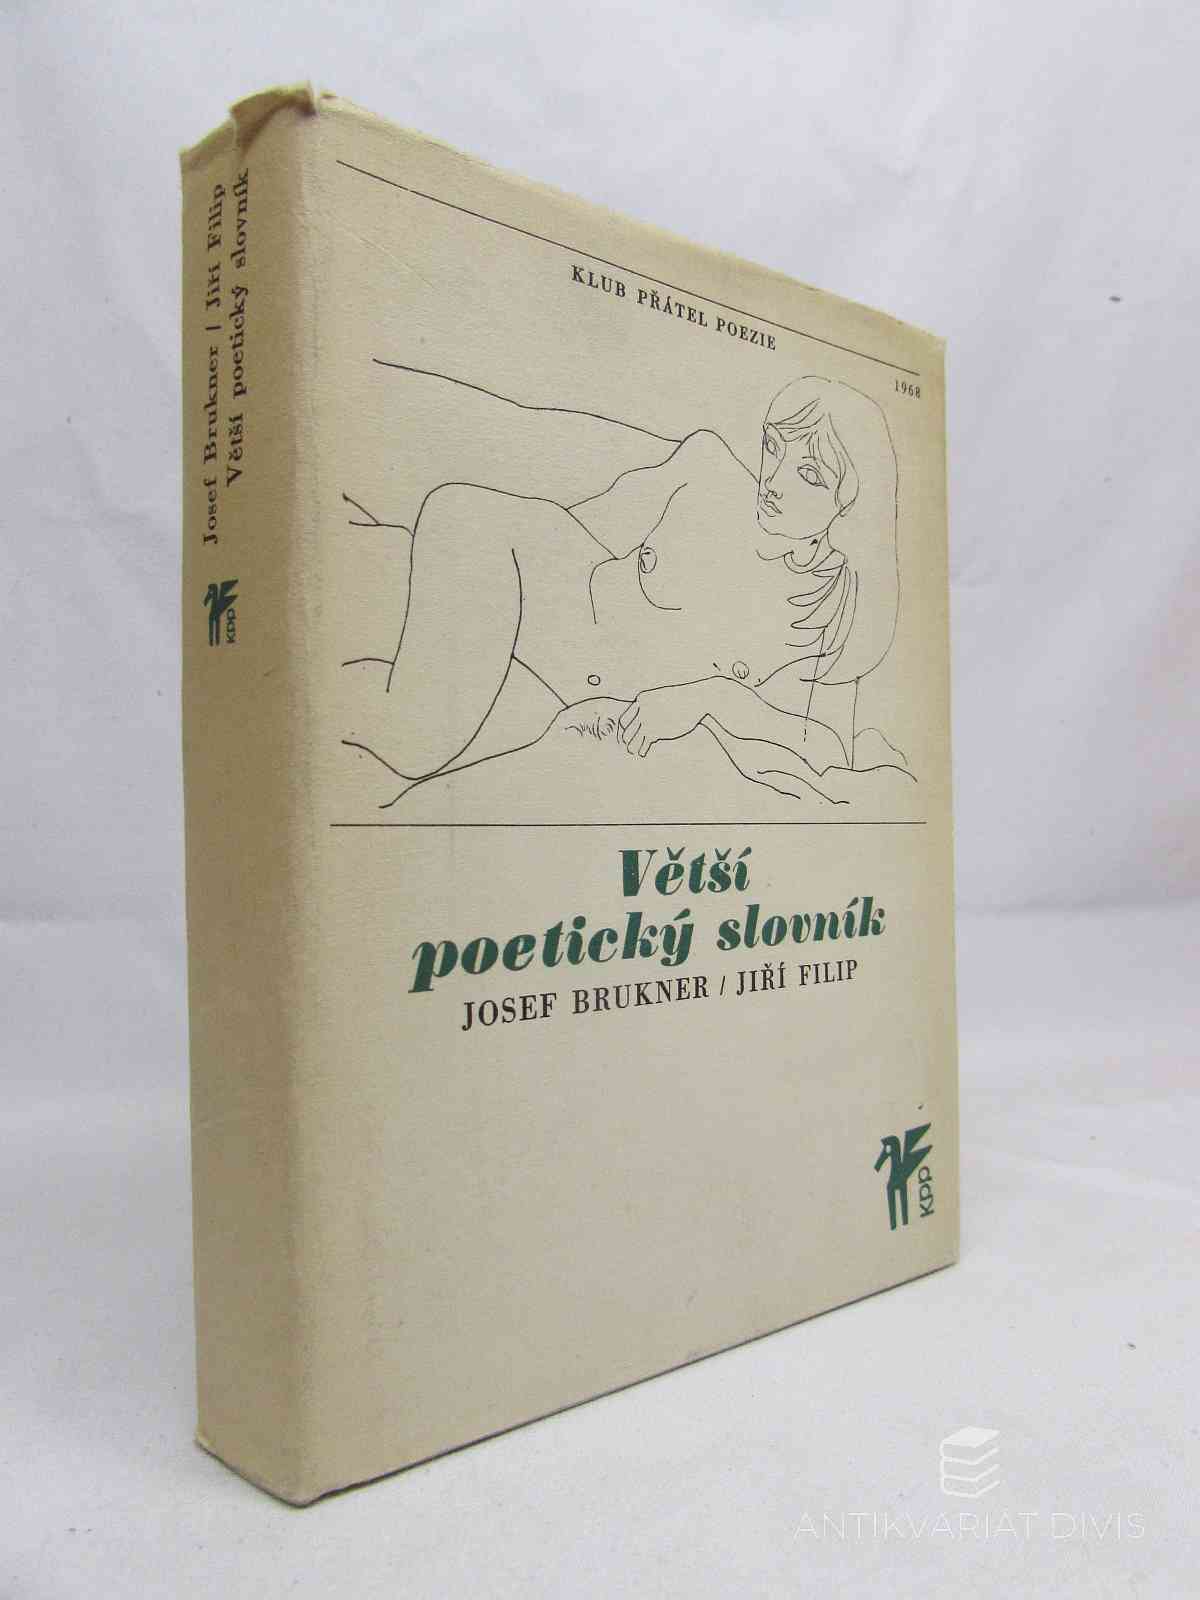 Josef Brukner / Jiří Filip
Větší poetický slovník
KPP
KLUB PŘÁTEL POEZIE
1968
Větší
poetický slovník
JOSEF BRUKNER / JIŘÍ FILIP
KPP
ANTIKVARIÁT DIVIS